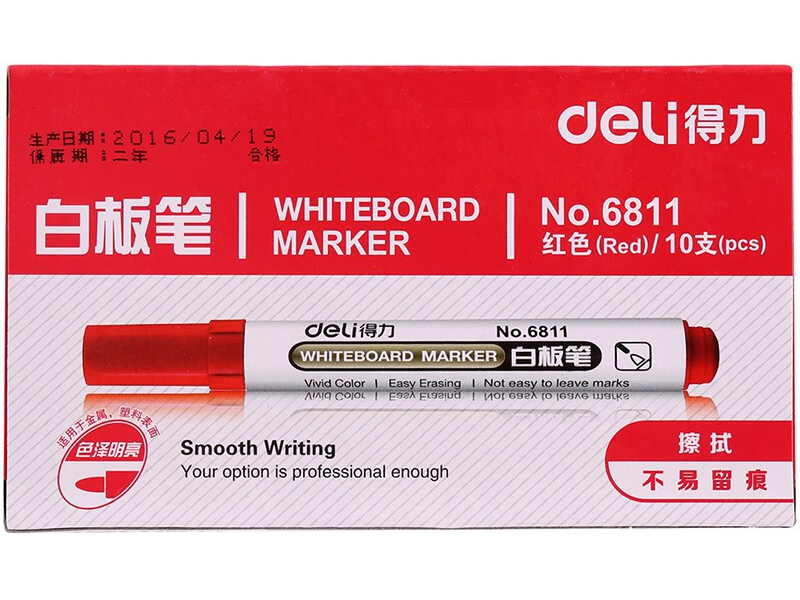 deli得力
生产日期：2016/04/19
保质期：二年 合格
白板笔
WHITEBOARD
MARKER
No.6811
红色(Red)/10支(pcs)
deli得力 No.6811
WHITEBOARD MARKER 白板笔
Vivid Color | Easy Erasing | Not easy to leave marks
适用于金属，塑料表面
色泽明亮
Smooth Writing
Your option is professional enough
擦拭
不易留痕